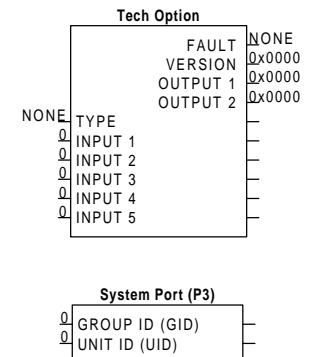 Tech Option
FAULT NONE
VERSION 0x0000
OUTPUT 1 0x0000
OUTPUT 2 0x0000
NONE TYPE
0 INPUT 1
0 INPUT 2
0 INPUT 3
0 INPUT 4
0 INPUT 5
System Port (P3)
0 GROUP ID (GID)
0 UNIT ID (UID)